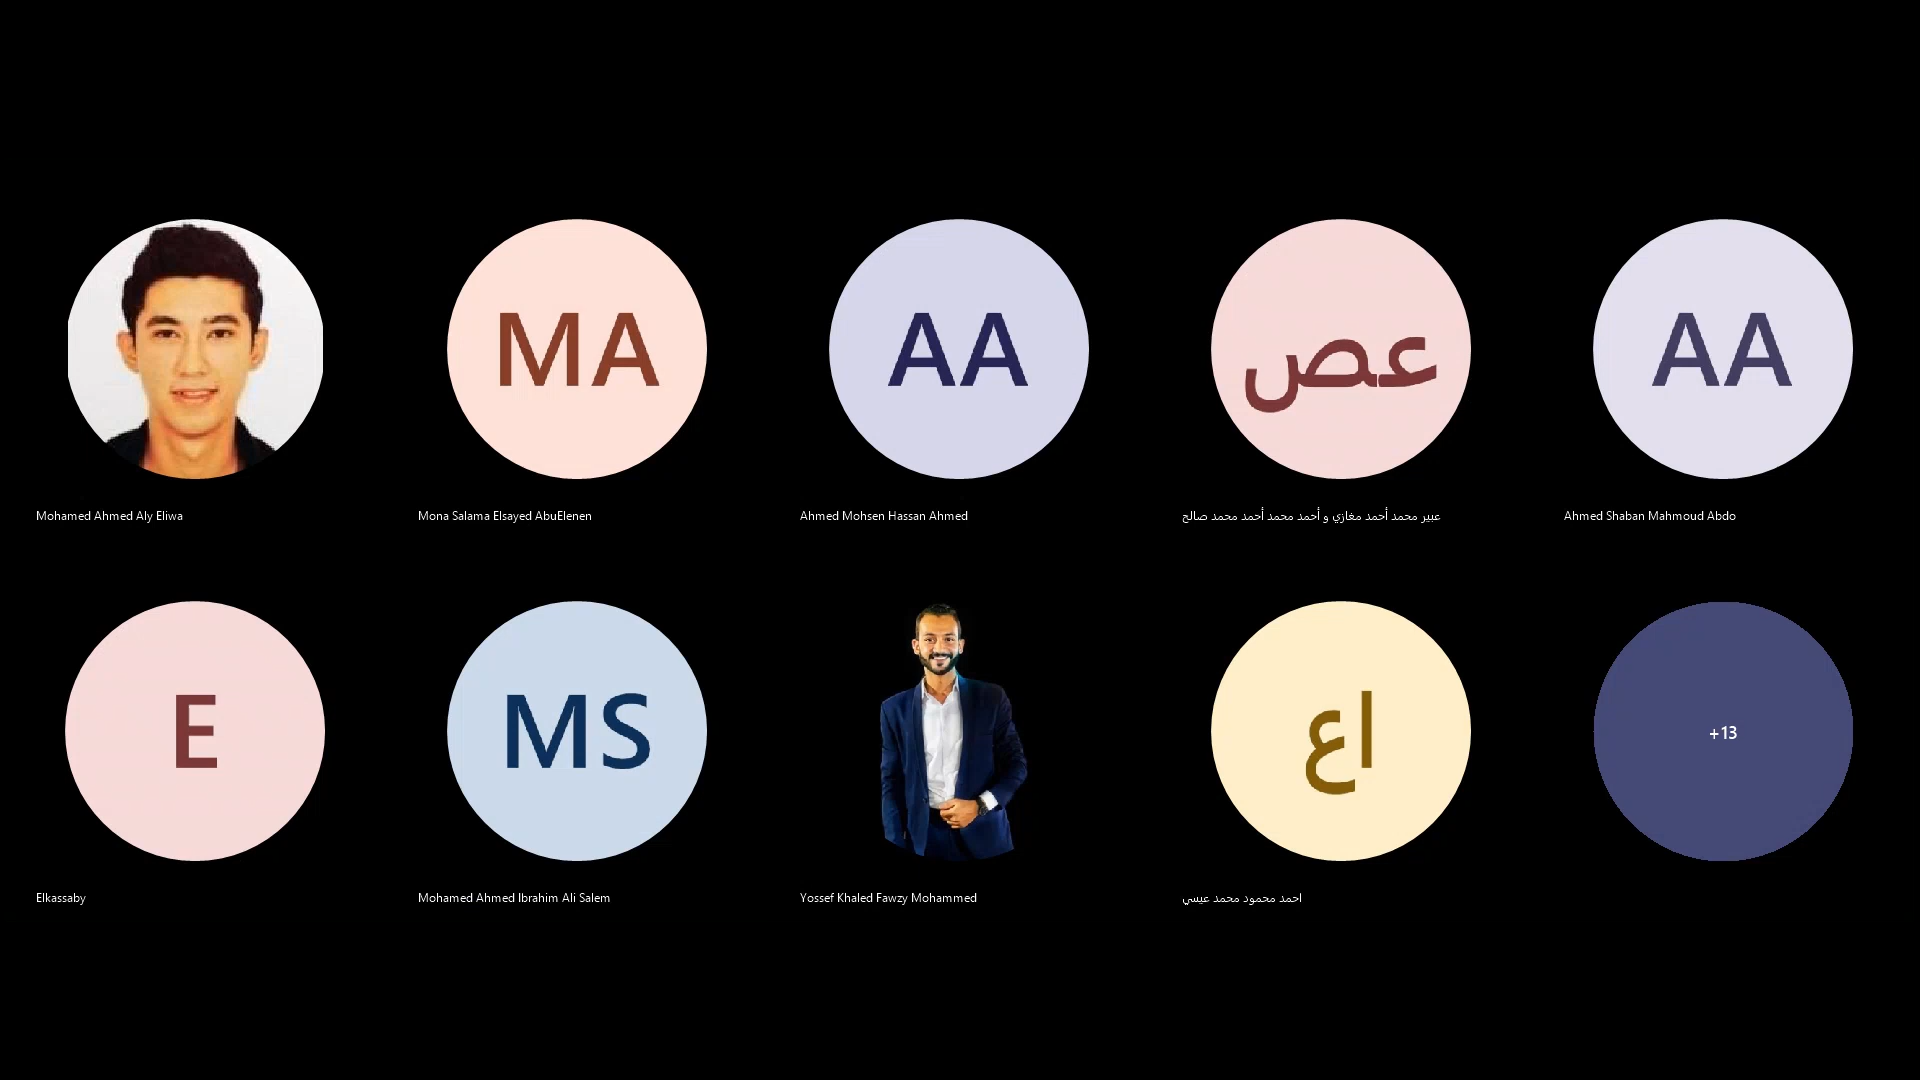 MA
AA
عص
AA
Mohamed Ahmed Aly Eliwa
Mona Salama Elsayed AbuElenen
Ahmed Mohsen Hassan Ahmed
عبير محمد أحمد مغازي و أحمد محمد أحمد محمد صالح
Ahmed Shaban Mahmoud Abdo
E
MS
اع
+13
Elkassaby
Mohamed Ahmed Ibrahim Ali Salem
Yossef Khaled Fawzy Mohammed
احمد محمود محمد عيسي